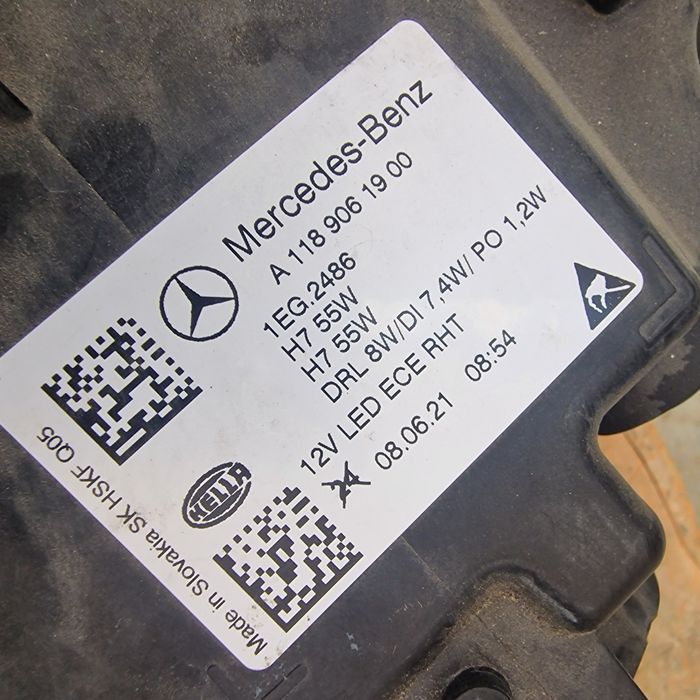 Mercedes-Benz
A 118 906 19 00
1EG.2486
H7 55W
H7 55W
DRL 8W/DI 7,4W/ PO 1,2W
12V LED ECE RHT
24 08.06.21 08:54
HELLA
Made in Slovakia SK HSKF Q05